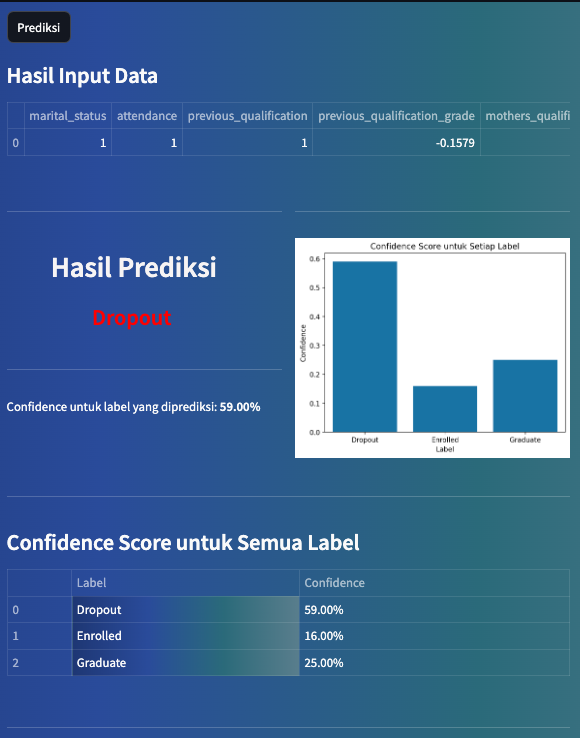 Prediksi
Hasil Input Data
marital_status attendance previous_qualification previous_qualification_grade mothers_qualifi
0 1 1 1 -0.1579
Hasil Prediksi
Dropout
Confidence untuk label yang diprediksi: 59.00%
Confidence Score untuk Setiap Label
0.6
0.5
0.4
0.3
0.2
0.1
0.0
Confidence
Dropout Enrolled Graduate
Label
Confidence Score untuk Semua Label
Label Confidence
0 Dropout 59.00%
1 Enrolled 16.00%
2 Graduate 25.00%